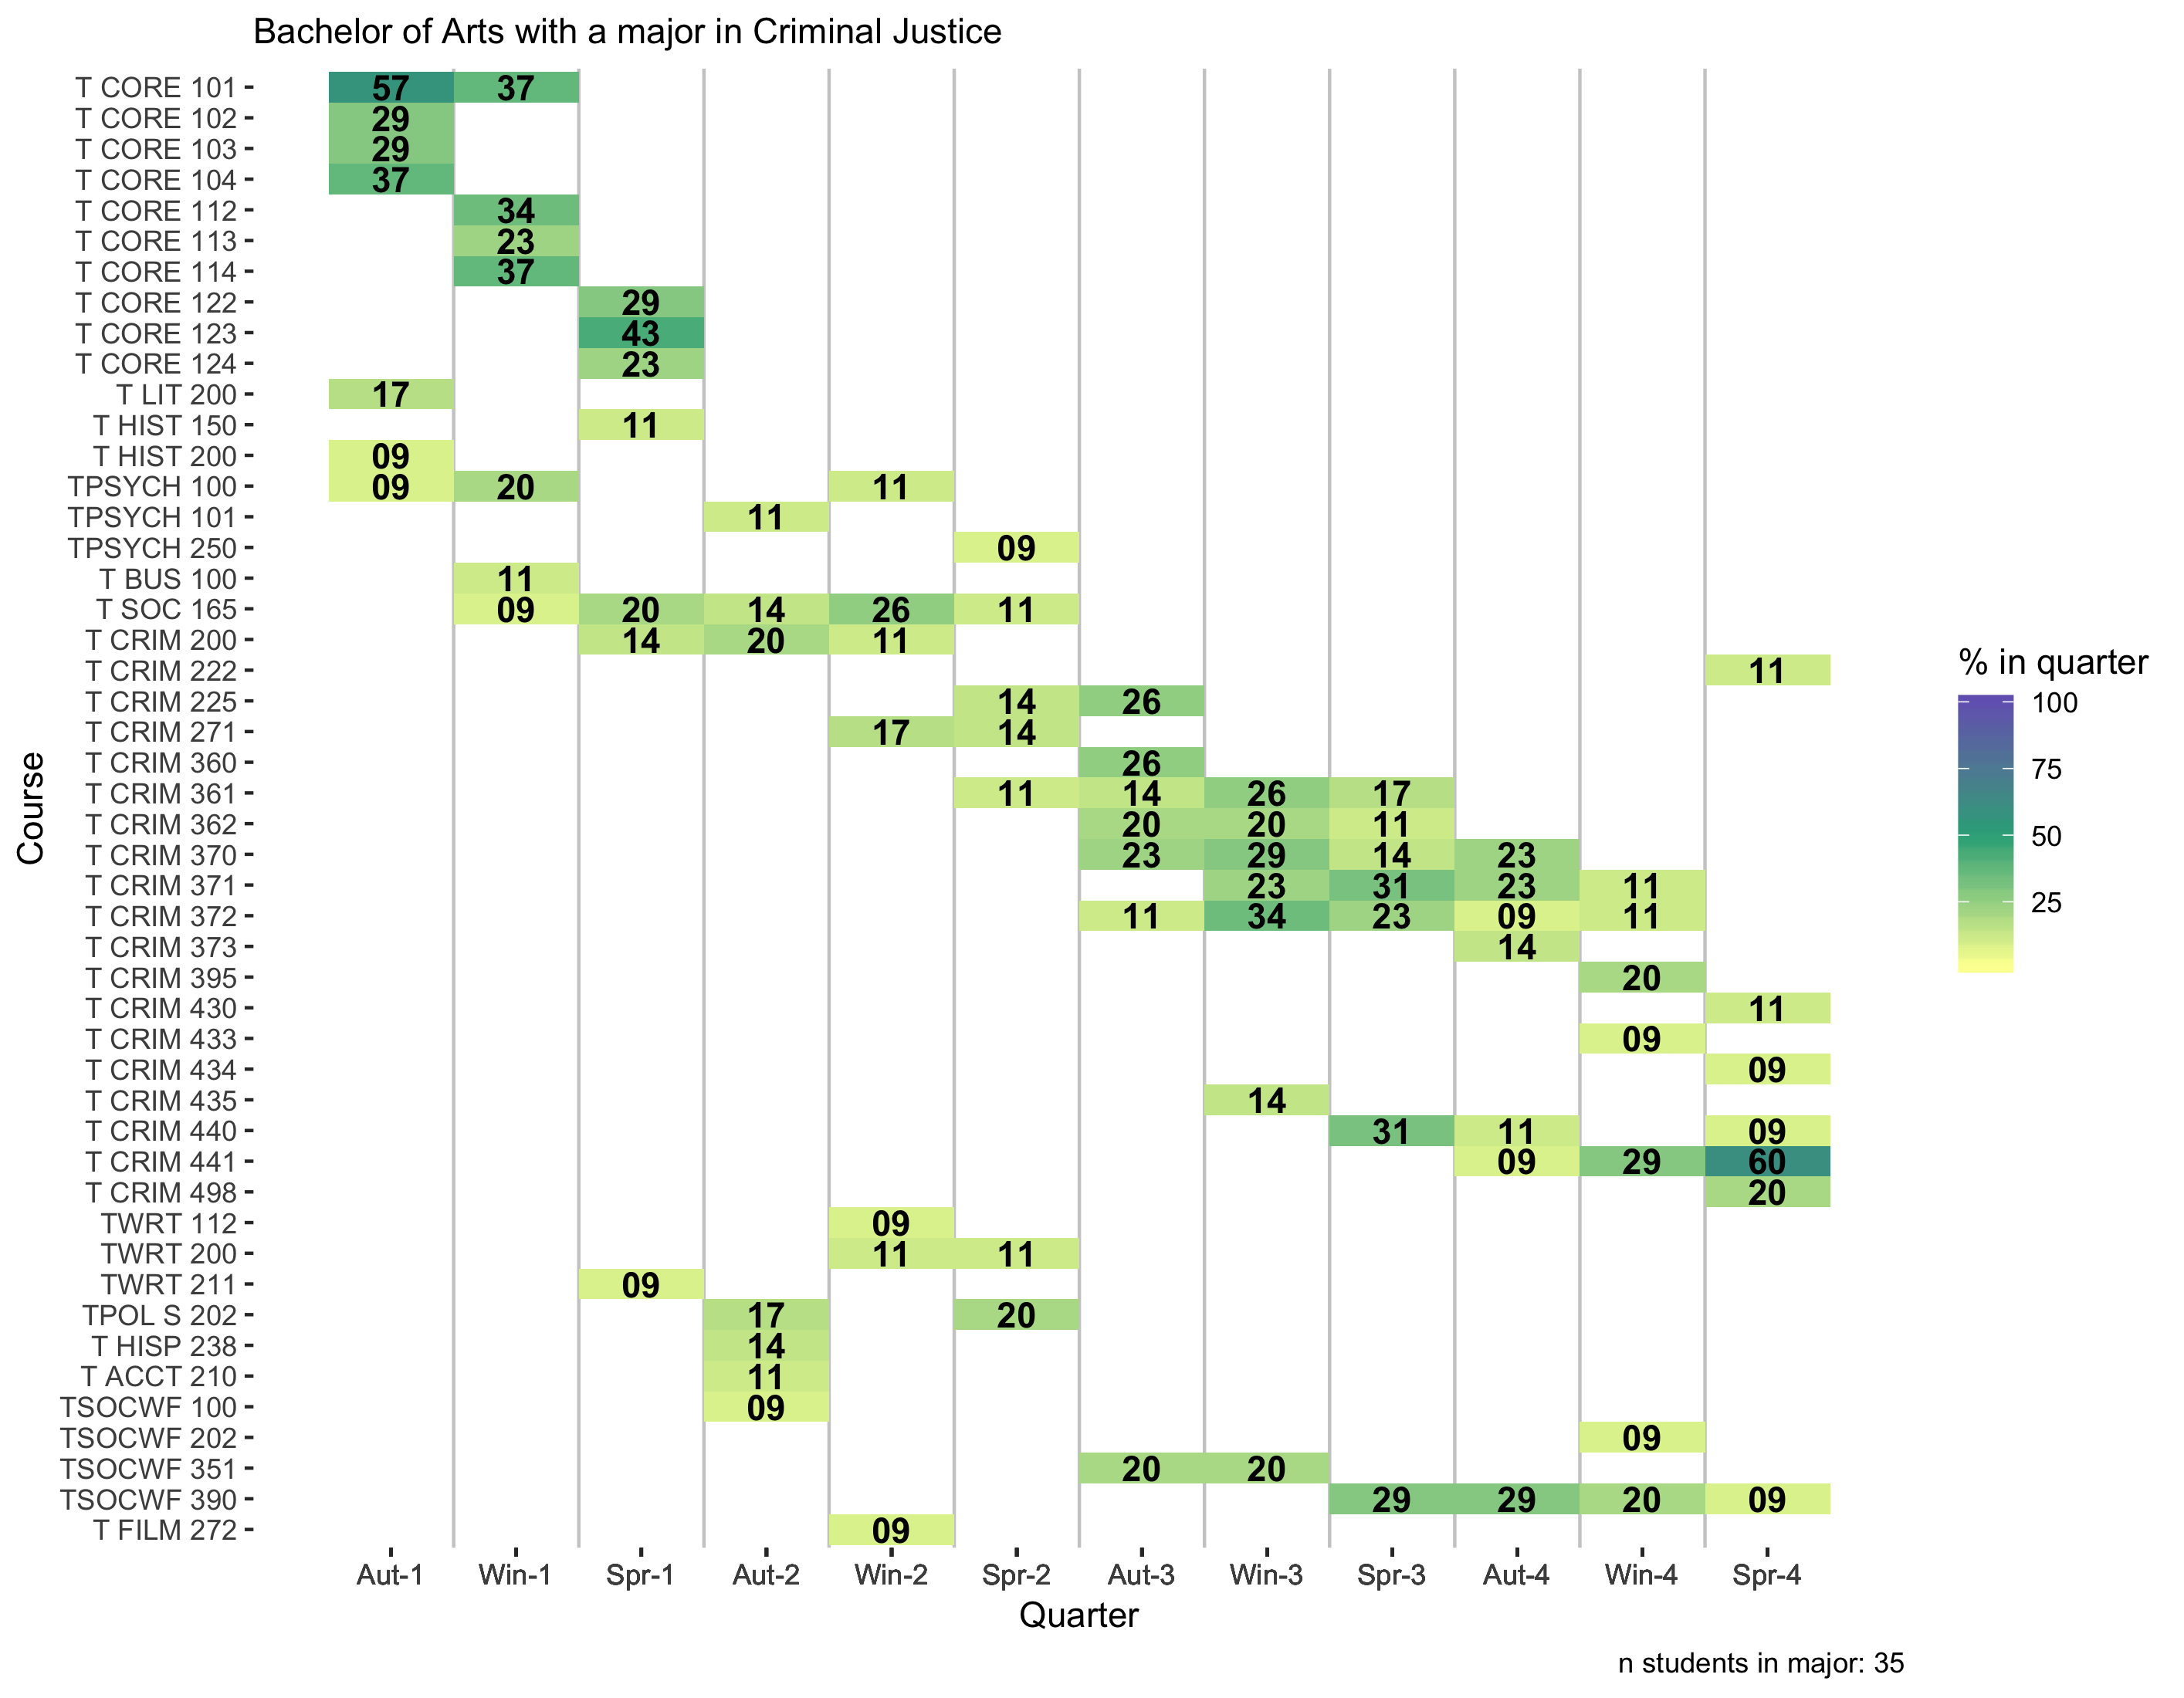 Bachelor of Arts with a major in Criminal Justice
T CORE 101 57 37
T CORE 102 29
T CORE 103 29
T CORE 104 37
T CORE 112 34
T CORE 113 23
T CORE 114 37
T CORE 122 29
T CORE 123 43
T CORE 124 23
T LIT 200 17
T HIST 150 11
T HIST 200 09
TPSYCH 100 09 20 11
TPSYCH 101 11
TPSYCH 250 09
T BUS 100 11
T SOC 165 09 20 14 26 11
T CRIM 200 14 20 11
T CRIM 222 11
T CRIM 225 14 26
T CRIM 271 17 14
T CRIM 360 26
T CRIM 361 11 14 26 17
T CRIM 362 20 20 11
T CRIM 370 23 29 14 23
T CRIM 371 23 31 23 11
T CRIM 372 11 34 23 09 11
T CRIM 373 14
T CRIM 395 20
T CRIM 430 11
T CRIM 433 09
T CRIM 434 09
T CRIM 435 14
T CRIM 440 31 11 09
T CRIM 441 09 29 60
T CRIM 498 20
TWRT 112 09
TWRT 200 11 11
TWRT 211 09
TPOL S 202 17 20
T HISP 238 14
T ACCT 210 11
TSOCWF 100 09
TSOCWF 202 09
TSOCWF 351 20 20
TSOCWF 390 29 29 20 09
T FILM 272 09
Aut-1 Win-1 Spr-1 Aut-2 Win-2 Spr-2 Aut-3 Win-3 Spr-3 Aut-4 Win-4 Spr-4
Quarter
Course
% in quarter
100
75
50
25
n students in major: 35